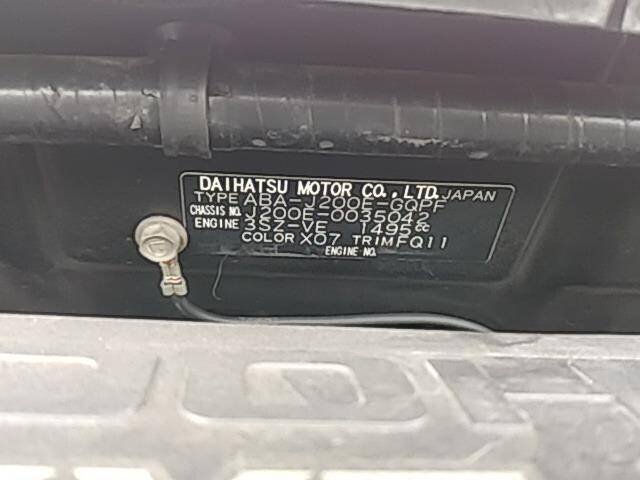 DAIHATSU MOTOR CO., LTD. JAPAN
TYPE ABA-J200E-GQPF
CHASSIS NO. J200E-0035042
ENGINE 3SZ-VE 1495cc
COLOR X07 TRIM FQ11
ENGINE NO.